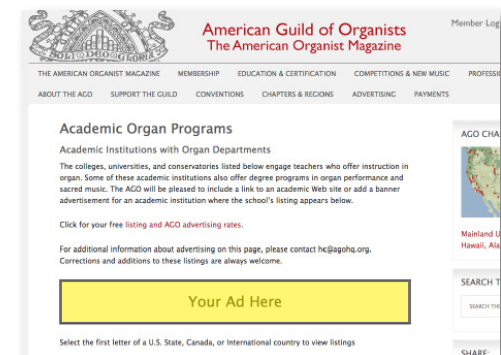 American Guild of Organists
The American Organist Magazine
Member Log
SOLI DEO GLORIA
THE AMERICAN ORGANIST MAGAZINE MEMBERSHIP EDUCATION & CERTIFICATION COMPETITIONS & NEW MUSIC PROFESSIO
ABOUT THE AGO SUPPORT THE GUILD CONVENTIONS CHAPTERS & REGIONS ADVERTISING PAYMENTS
Academic Organ Programs
Academic Institutions with Organ Departments
The colleges, universities, and conservatories listed below engage teachers who offer instruction in
organ. Some of these academic institutions also offer degree programs in organ performance and
sacred music. The AGO will be pleased to include a link to an academic Web site or add a banner
advertisement for an academic institution where the school's listing appears below.
Click for your free listing and AGO advertising rates.
For additional information about advertising on this page, please contact hc@agohq.org.
Corrections and additions to these listings are always welcome.
Your Ad Here
Select the first letter of a U.S. State, Canada, or International country to view listings
AGO CHA
Mainland U
Hawaii, Ala
SEARCH T
SEARCH THE
SHARE: